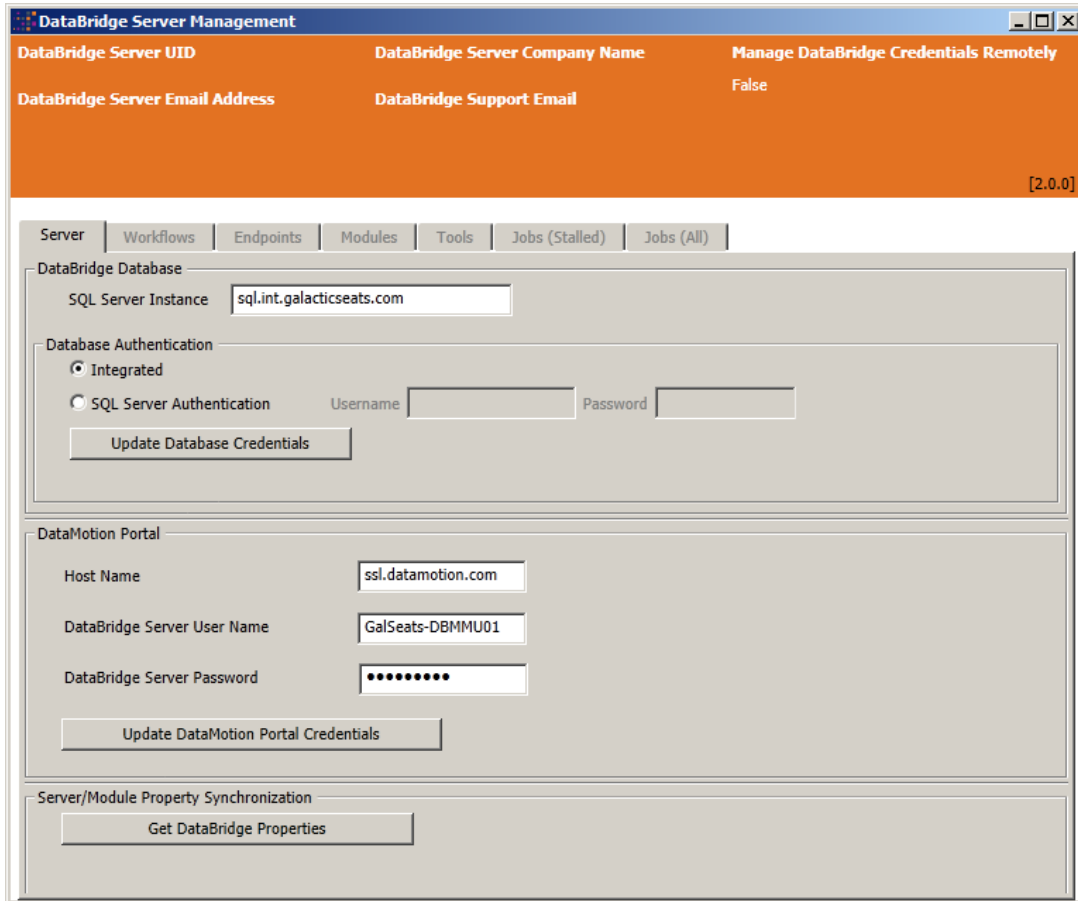 DataBridge Server Management
DataBridge Server UID DataBridge Server Company Name Manage DataBridge Credentials Remotely
False
DataBridge Server Email Address DataBridge Support Email
[2.0.0]
Server Workflows Endpoints Modules Tools Jobs (Stalled) Jobs (All)
DataBridge Database
SQL Server Instance sql.int.galacticseats.com
Database Authentication
Integrated
SQL Server Authentication Username Password
Update Database Credentials
DataMotion Portal
Host Name ssl.datamotion.com
DataBridge Server User Name GalSeats-DBMMU01
DataBridge Server Password •••••••••
Update DataMotion Portal Credentials
Server/Module Property Synchronization
Get DataBridge Properties